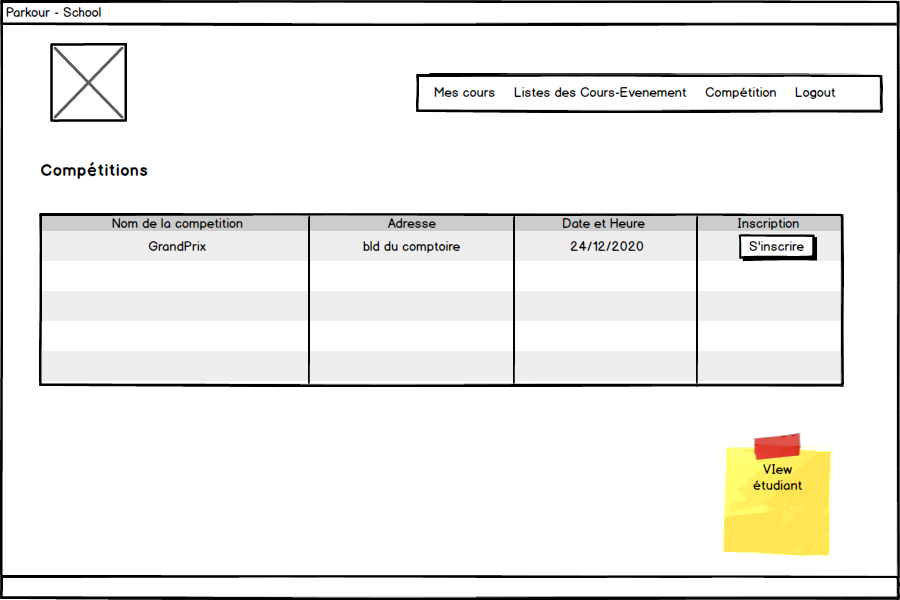 Parkour - School
Mes cours Listes des Cours-Evenement Compétition Logout
Compétitions
Nom de la competition Adresse Date et Heure Inscription
GrandPrix bld du comptoire 24/12/2020 S'inscrire
VIew
étudiant